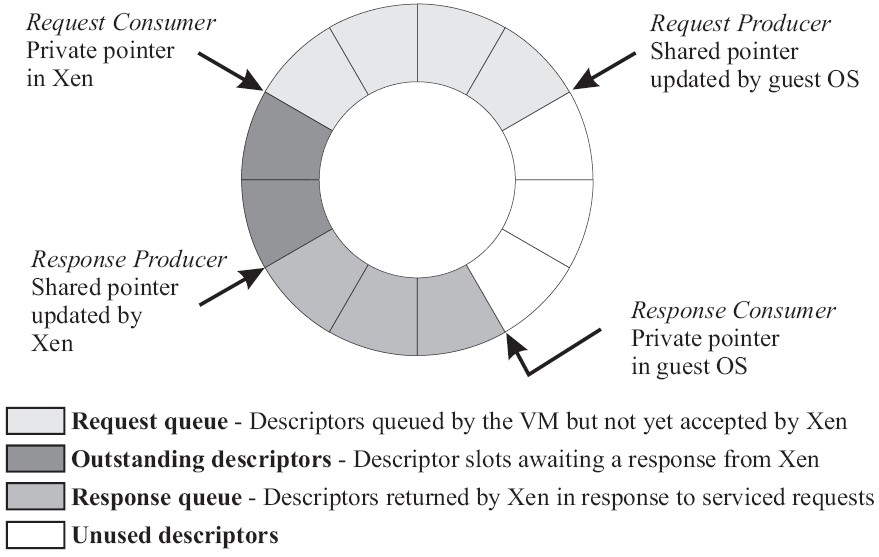 Request Consumer
Private pointer
in Xen
Request Producer
Shared pointer
updated by guest OS
Response Producer
Shared pointer
updated by
Xen
Response Consumer
Private pointer
in guest OS
Request queue - Descriptors queued by the VM but not yet accepted by Xen
Outstanding descriptors - Descriptor slots awaiting a response from Xen
Response queue - Descriptors returned by Xen in response to serviced requests
Unused descriptors